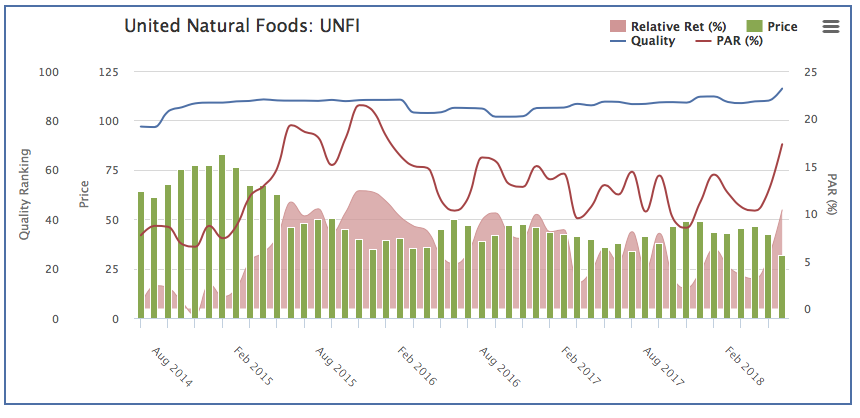 United Natural Foods: UNFI
Relative Ret (%) Price
Quality PAR (%)
100 125 25
80 100 20
60 75 15
40 50 10
20 25 5
0 0 0
Quality Ranking
Price
PAR (%)
Aug 2014 Feb 2015 Aug 2015 Feb 2016 Aug 2016 Feb 2017 Aug 2017 Feb 2018